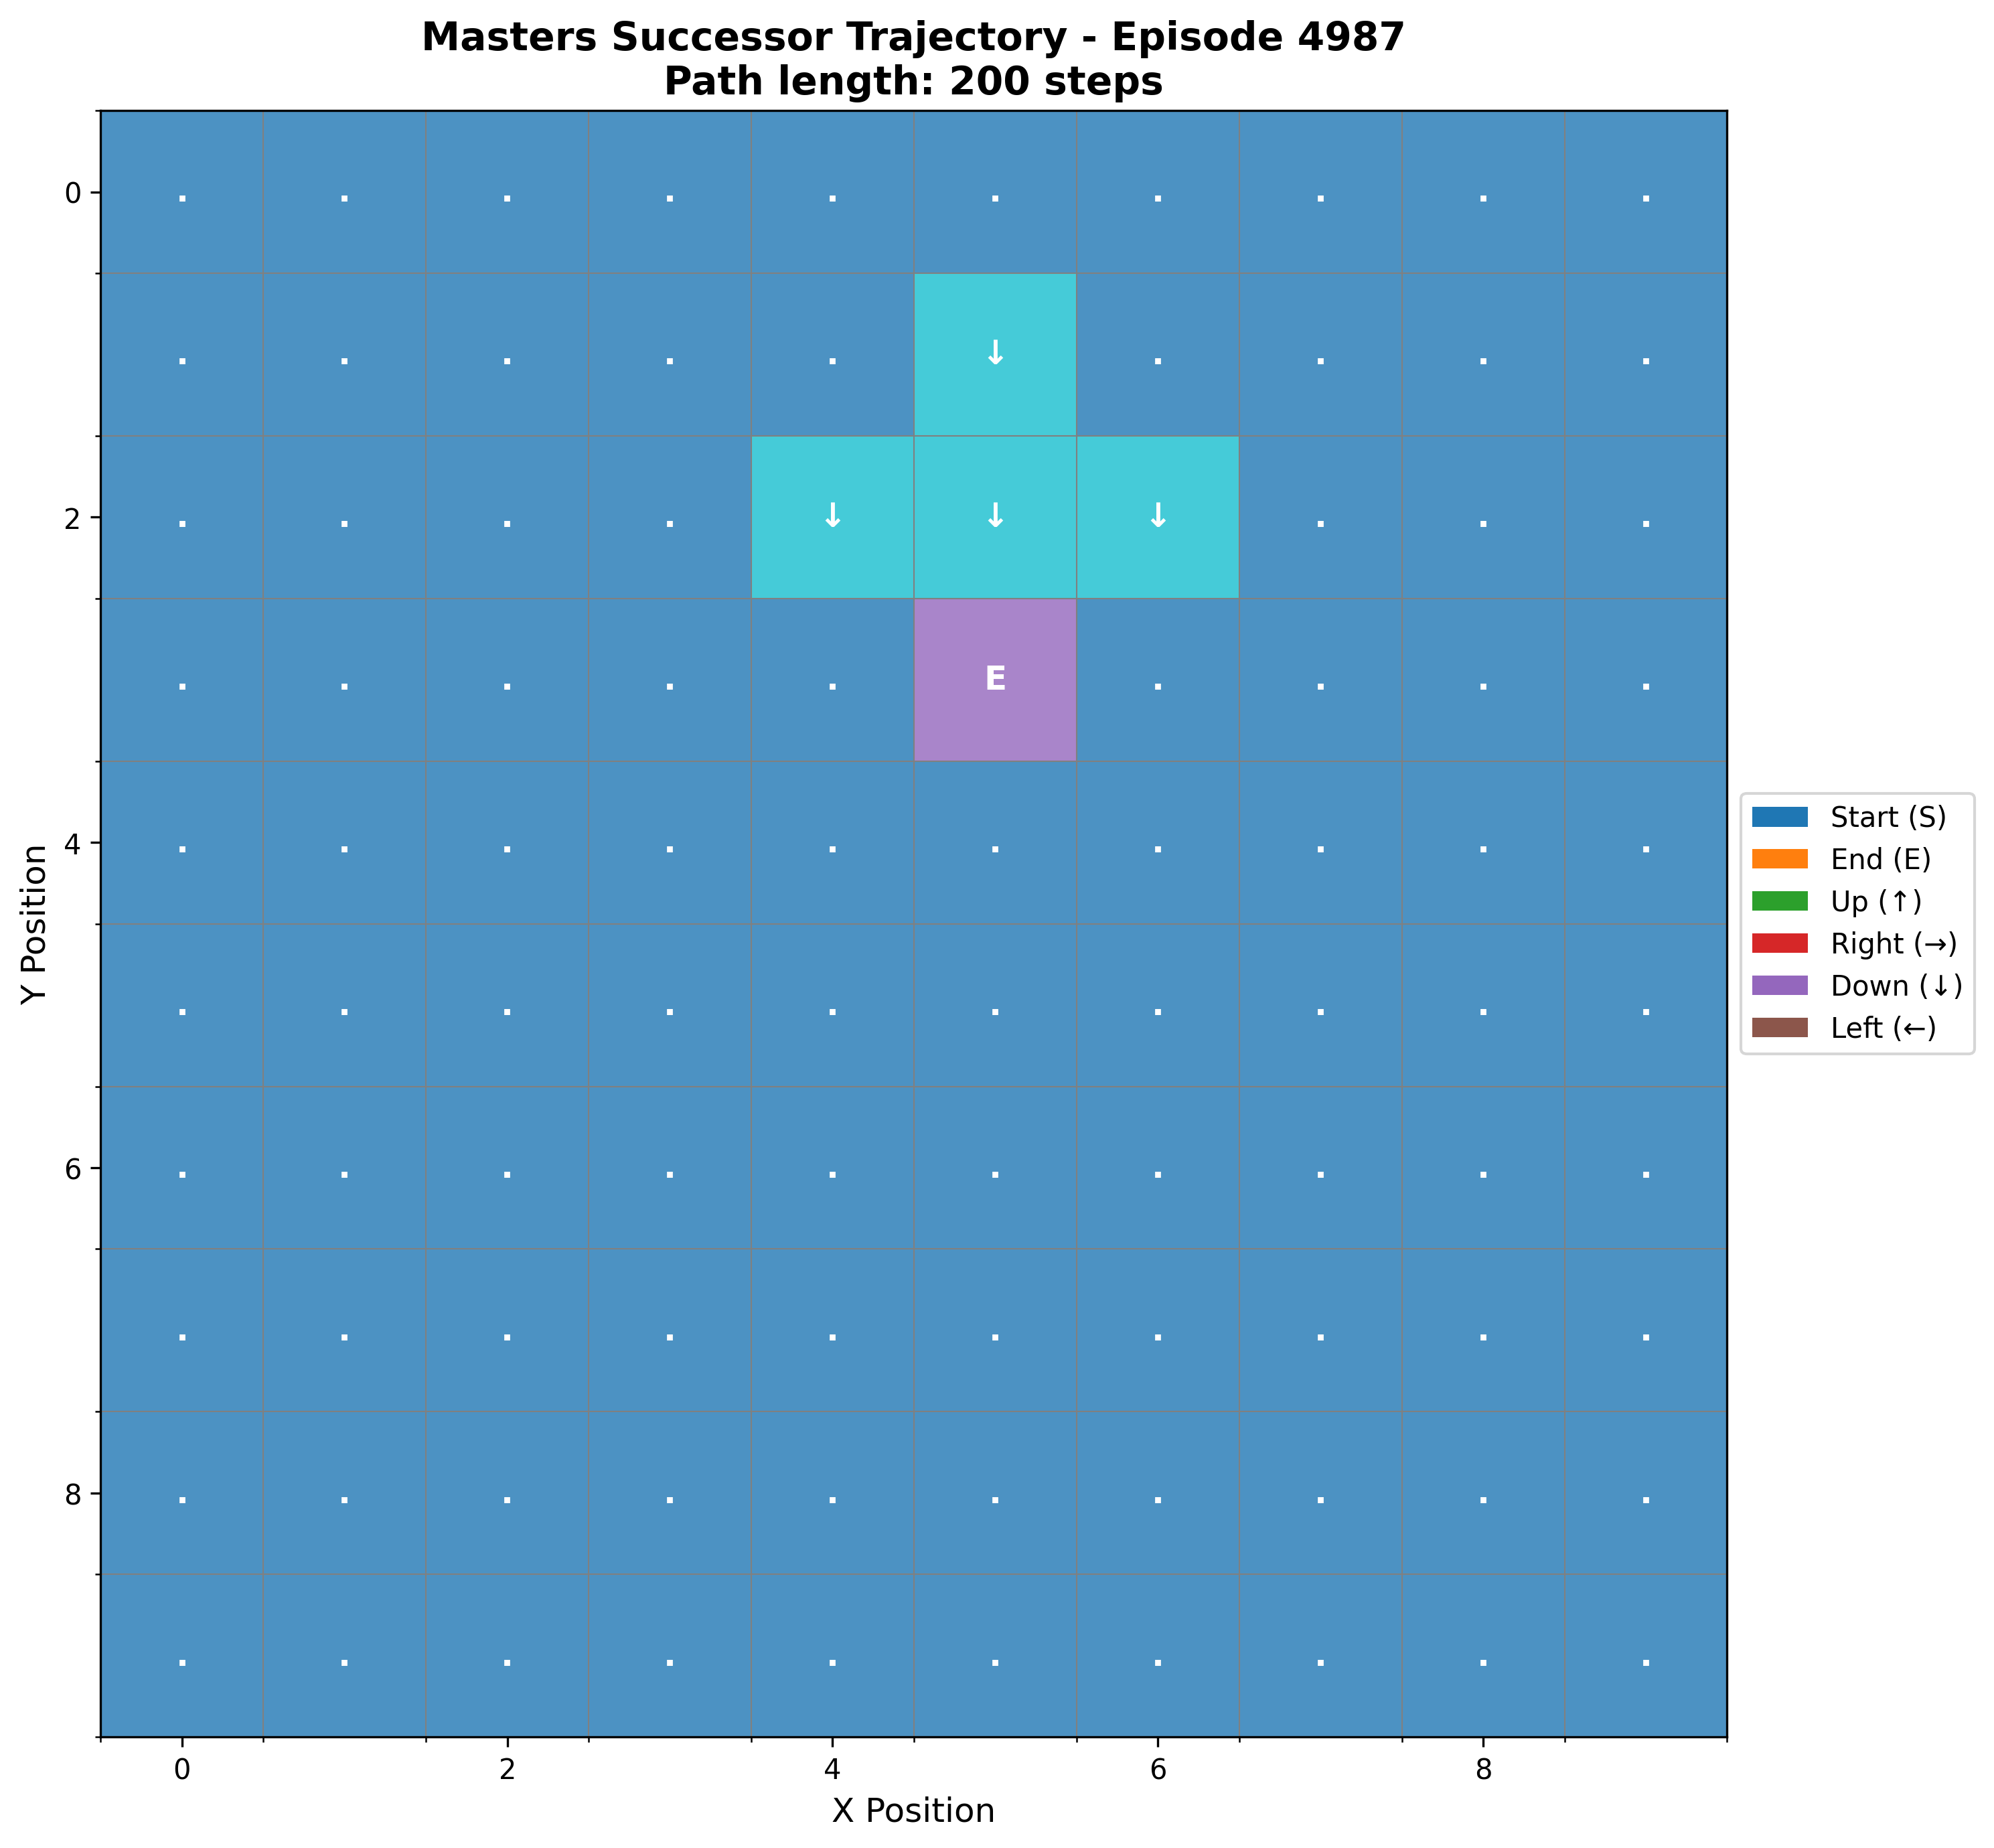 Masters Successor Trajectory - Episode 4987
Path length: 200 steps
0
↓
2
↓ ↓ ↓
E
4
6
8
Y Position
0 2 4 6 8
X Position
Start (S)
End (E)
Up (↑)
Right (→)
Down (↓)
Left (←)